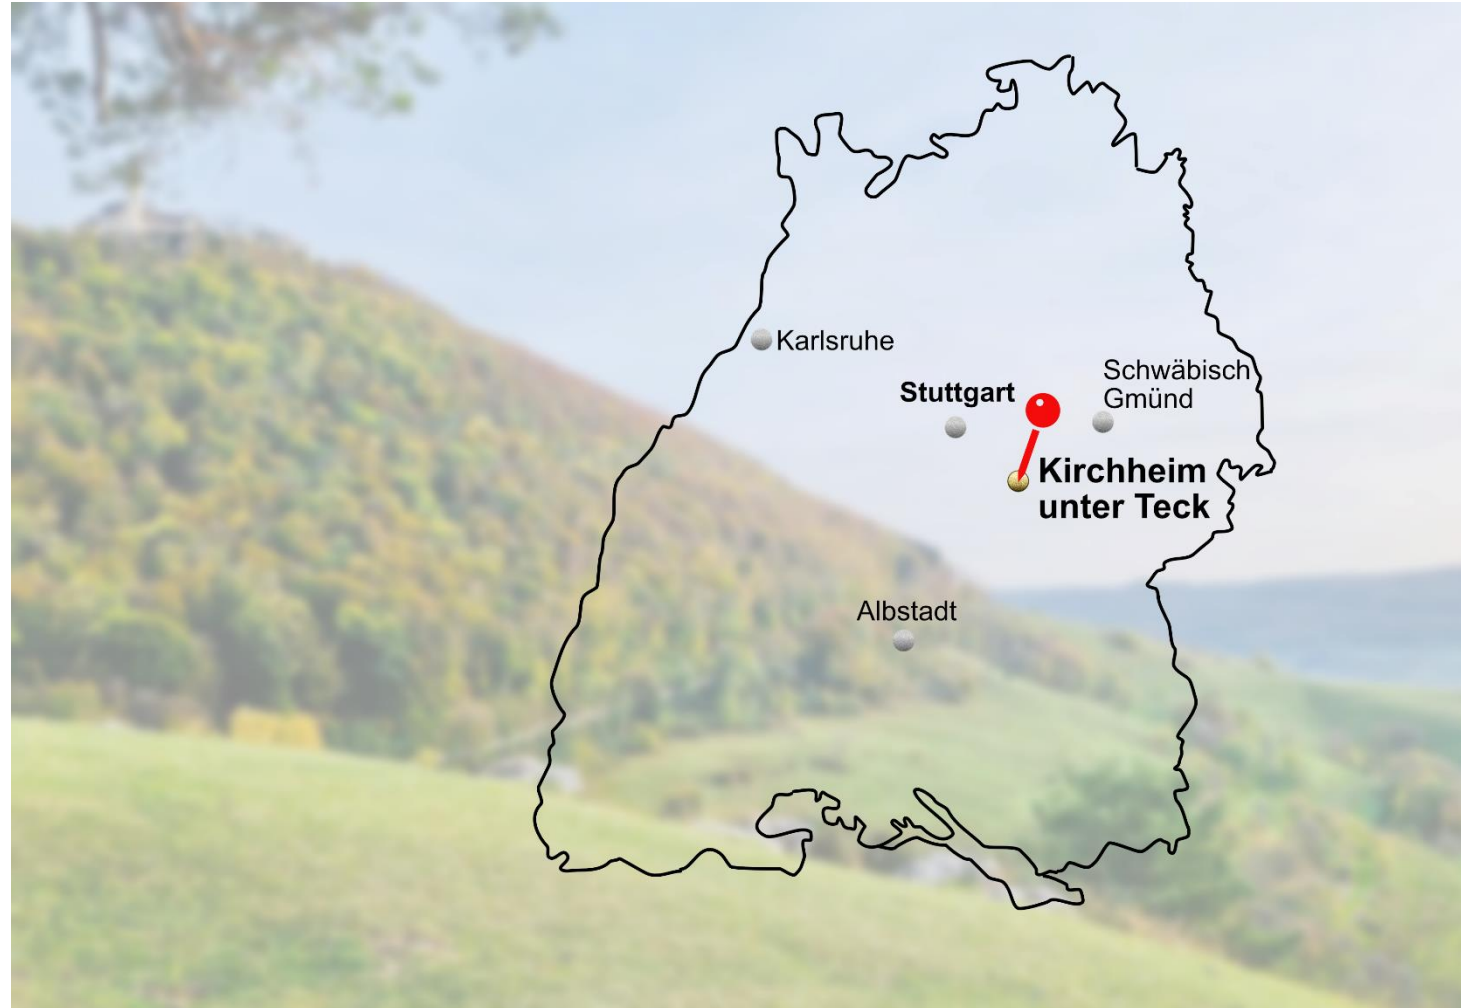 Karlsruhe
Schwäbisch
Gmünd
Stuttgart
Kirchheim
unter Teck
Albstadt